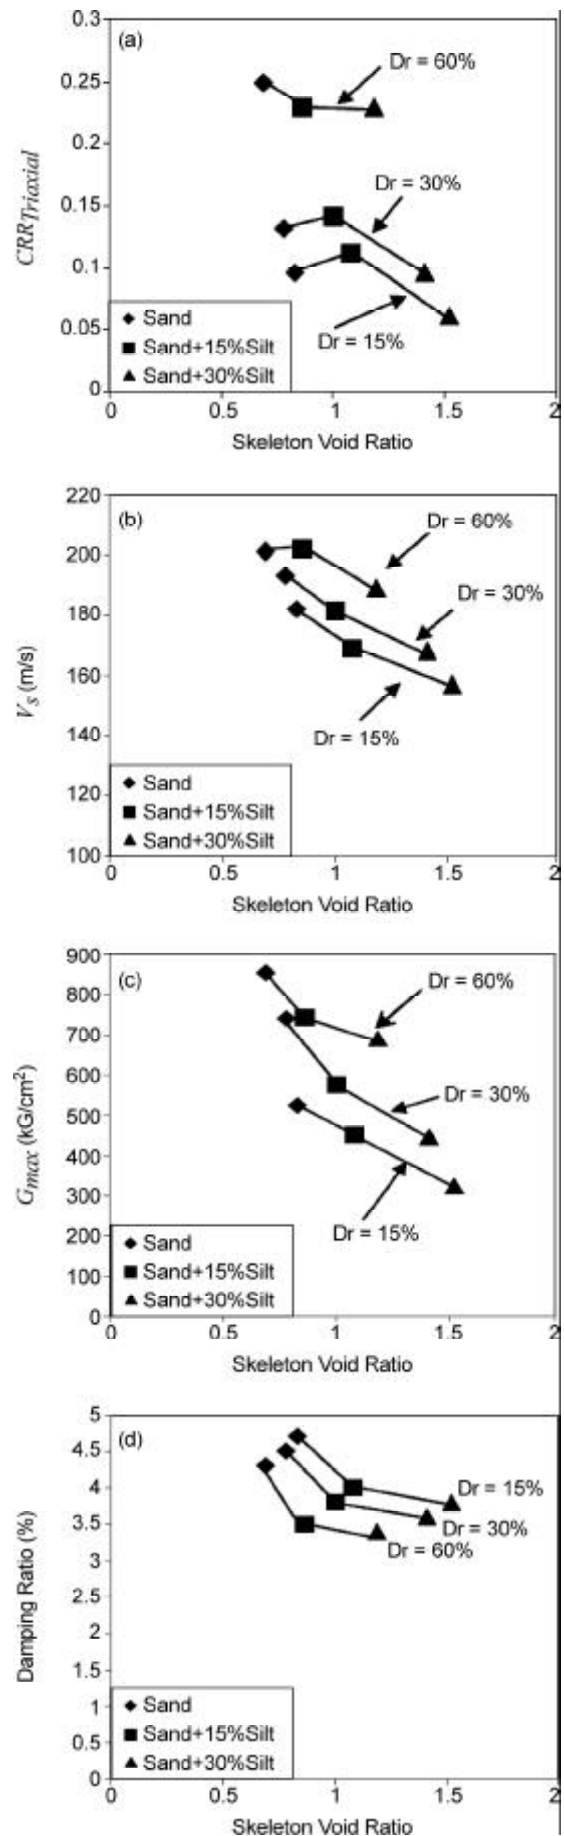 0.3
(a)
Dr = 60%
0.25
0.2
Dr = 30%
0.15
CRRTriaxial
0.1
Sand
Sand+15%Silt
Dr = 15%
0.05
Sand+30%Silt
0
0 0.5 1 1.5 2
Skeleton Void Ratio
220
(b)
Dr = 60%
200
Dr = 30%
180
Vs (m/s)
160
Dr = 15%
140
Sand
120
Sand+15%Silt
Sand+30%Silt
100
0 0.5 1 1.5 2
Skeleton Void Ratio
900
(c)
Dr = 60%
800
700
600
Dr = 30%
Gmax (kG/cm²)
500
400
300
Dr = 15%
200
Sand
100
Sand+15%Silt
Sand+30%Silt
0
0 0.5 1 1.5 2
Skeleton Void Ratio
5
(d)
4.5
4
Dr = 15%
3.5
Dr = 30%
Dr = 60%
3
Damping Ratio (%)
2.5
2
1.5
Sand
1
Sand+15%Silt
0.5
Sand+30%Silt
0
0 0.5 1 1.5 2
Skeleton Void Ratio